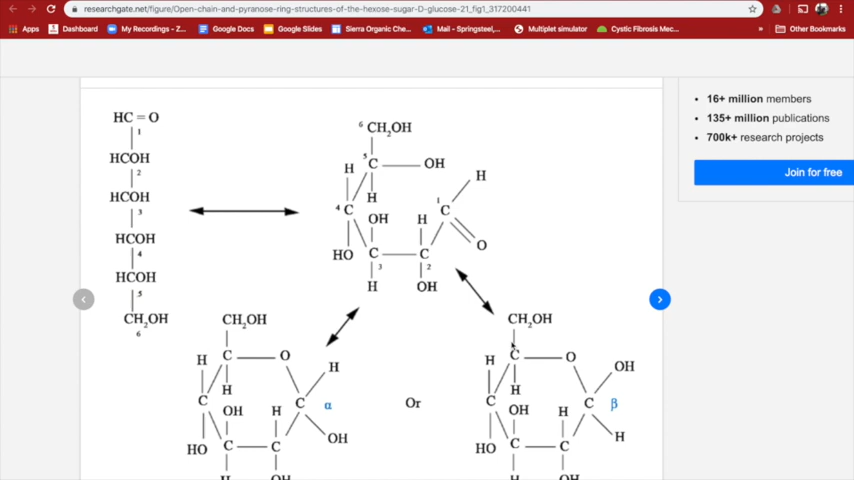 researchgate.net/figure/Open-chain-and-pyranose-ring-structures-of-the-hexose-sugar-D-glucose-21_fig1_317200441
Apps
Dashboard
My Recordings - Z...
Google Docs
Google Slides
Sierra Organic Che...
Mail - Springsteel,...
Multiplet simulator
Cystic Fibrosis Mec...
»
Other Bookmarks
• 16+ million members
• 135+ million publications
• 700k+ research projects
Join for free
HC = O
1
HCOH
2
HCOH
3
HCOH
4
HCOH
5
CH2OH
6
6 CH2OH
5
C OH
H
H
H
4 C
1 C
OH
H
O
HO
C
C
3
2
H
OH
CH2OH
C O
H
H
H
C
C
α
OH
H
OH
HO
C
C
H
OH
Or
CH2OH
C O
OH
H
H
C
C
β
OH
H
H
HO
C
C
H
OH